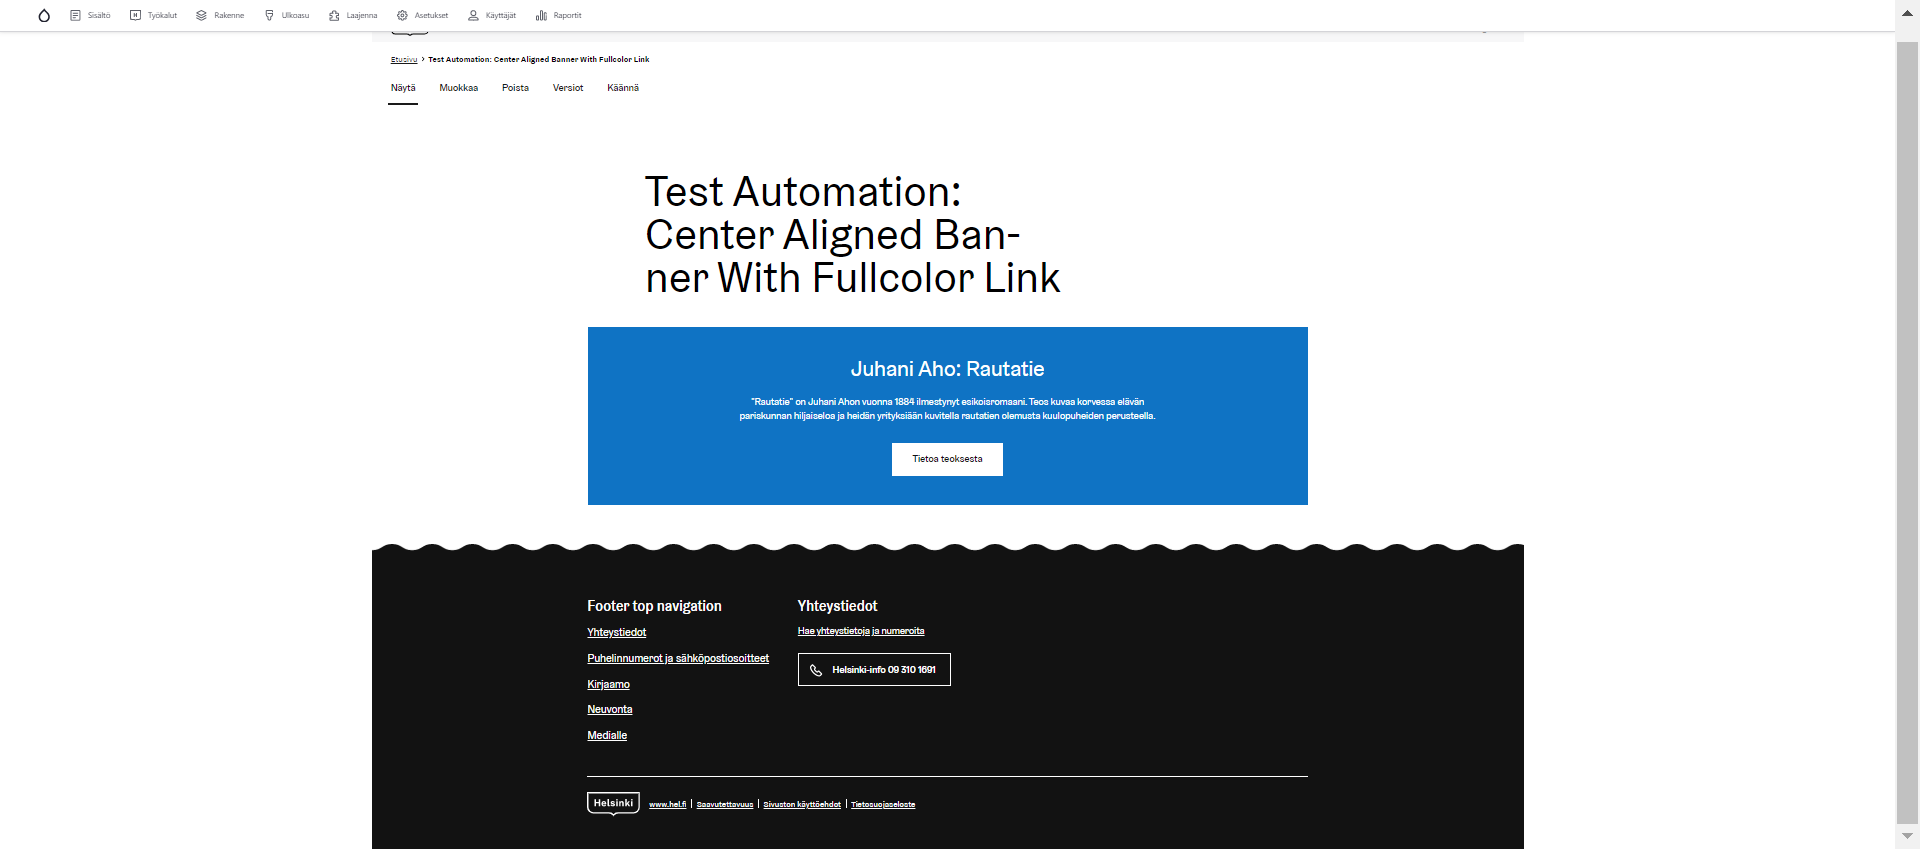 Sisältö Työkalut Rakenne Ulkoasu Laajenna Asetukset Käyttäjät Raportit
Etusivu > Test Automation: Center Aligned Banner With Fullcolor Link
Näytä Muokkaa Poista Versiot Käännä
Test Automation:
Center Aligned Ban-
ner With Fullcolor Link
Juhani Aho: Rautatie
"Rautatie" on Juhani Ahon vuonna 1884 ilmestynyt esikoisromaani. Teos kuvaa korvessa elävän
pariskunnan hiljaiseloa ja heidän yrityksiään kuvitella rautatien olemusta kuulopuheiden perusteella.
Tietoa teoksesta
Footer top navigation
Yhteystiedot
Puhelinnumerot ja sähköpostiosoitteet
Kirjaamo
Neuvonta
Medialle
Yhteystiedot
Hae yhteystietoja ja numeroita
Helsinki-info 09 310 1691
Helsinki www.hel.fi | Saavutettavuus | Sivuston käyttöehdot | Tietosuojaseloste